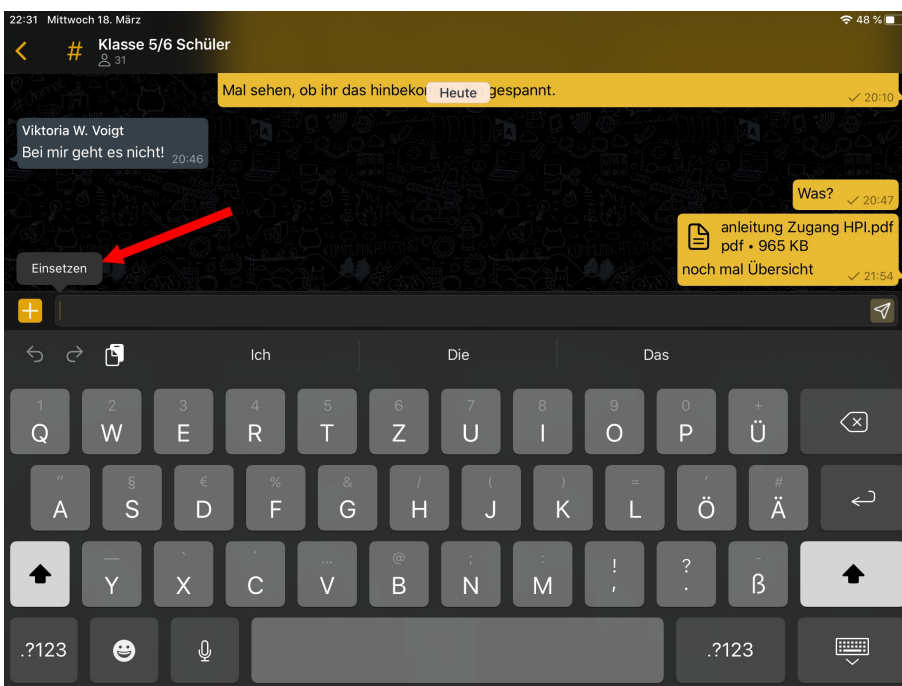 22:31 Mittwoch 18. März
48 %
# Klasse 5/6 Schüler
31
Mal sehen, ob ihr das
Heute
gespannt.
20:10
Viktoria W. Voigt
Bei mir geht es nicht! 20:46
Was? 20:47
anleitung Zugang HPI.pdf
pdf • 965 KB
noch mal Übersicht 21:54
Einsetzen
Ich Die Das
1 2 3 4 5 6 7 8 9 0 +
Q W E R T Z U I O P Ü
" § € % & / ( ) = ' #
A S D F G H J K L Ö Ä
— ` ´ ... @ ; : ! ? -
Y X C V B N M , . ß
.?123 .?123